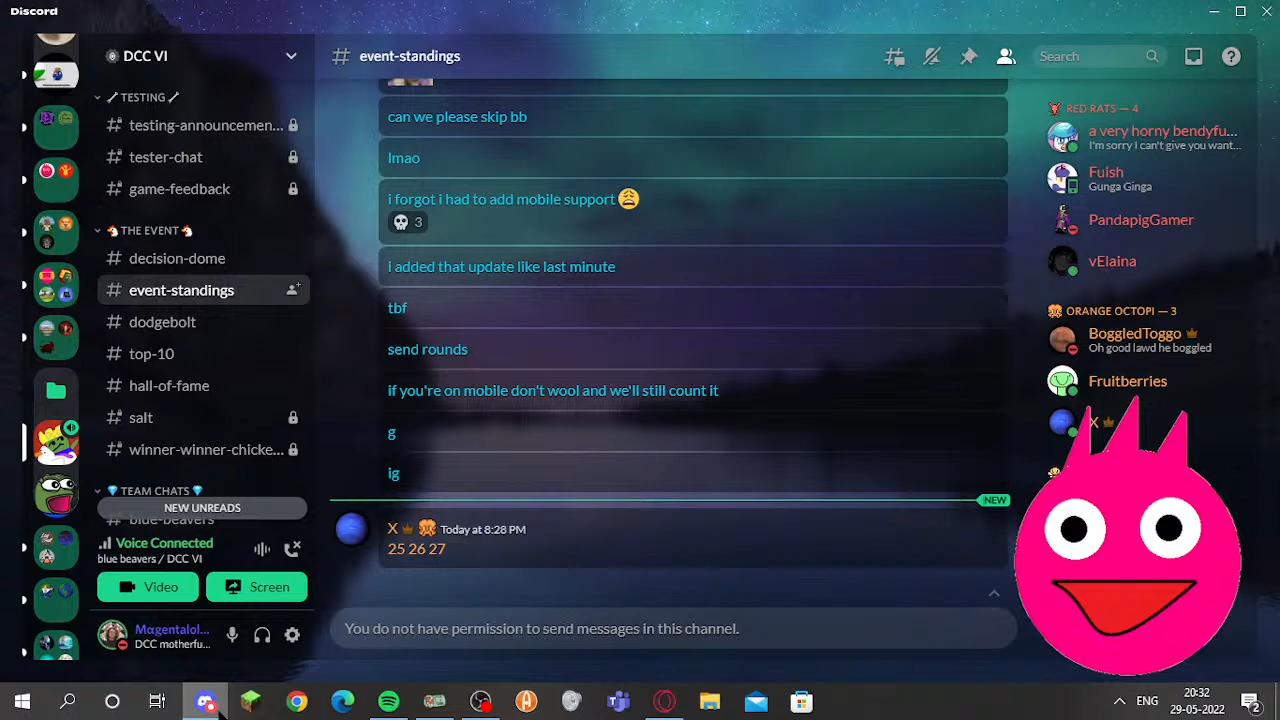 Discord
DCC VI
TESTING
testing-announcemen...
tester-chat
game-feedback
THE EVENT
decision-dome
event-standings
dodgebolt
top-10
hall-of-fame
salt
winner-winner-chicke...
TEAM CHATS
NEW UNREADS
blue-beavers
Voice Connected
blue beavers / DCC VI
Video
Screen
Mαgentalol...
DCC motherfu...
event-standings
Search
can we please skip bb
lmao
i forgot i had to add mobile support 😩
💀 3
I added that update like last minute
tbf
send rounds
if you're on mobile don't wool and we'll still count it
g
ig
NEW
X Today at 8:28 PM
25 26 27
You do not have permission to send messages in this channel.
RED RATS — 4
a very horny bendyfu...
I'm sorry I can't give you want...
Fuish
Gunga Ginga
PandapigGamer
vElaina
ORANGE OCTOPI — 3
BoggledToggo
Oh good lawd he boggled
Fruitberries
X
ENG
20:32
29-05-2022
2